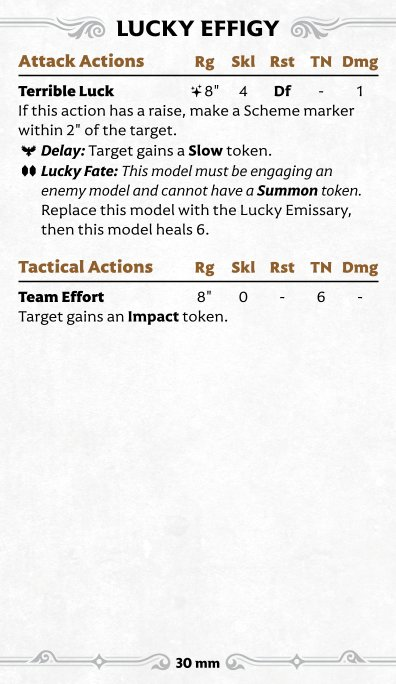 LUCKY EFFIGY
Attack Actions Rg Skl Rst TN Dmg
Terrible Luck 8" 4 Df - 1
If this action has a raise, make a Scheme marker
within 2" of the target.
Delay: Target gains a Slow token.
Lucky Fate: This model must be engaging an
enemy model and cannot have a Summon token.
Replace this model with the Lucky Emissary,
then this model heals 6.
Tactical Actions Rg Skl Rst TN Dmg
Team Effort 8" 0 - 6 -
Target gains an Impact token.
30 mm